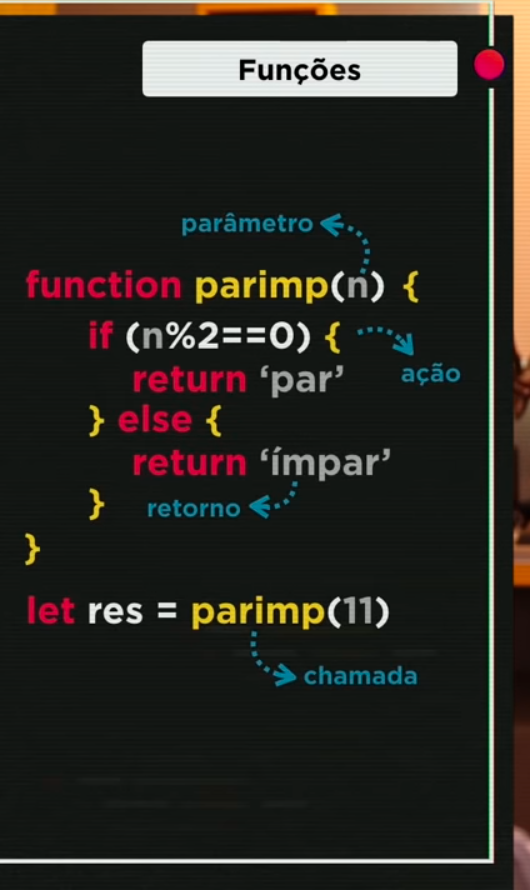 Funções
parâmetro
function parimp(n) {
if (n%2==0) {
ação
return ‘par’
} else {
return ‘ímpar’
} retorno
}
let res = parimp(11)
chamada